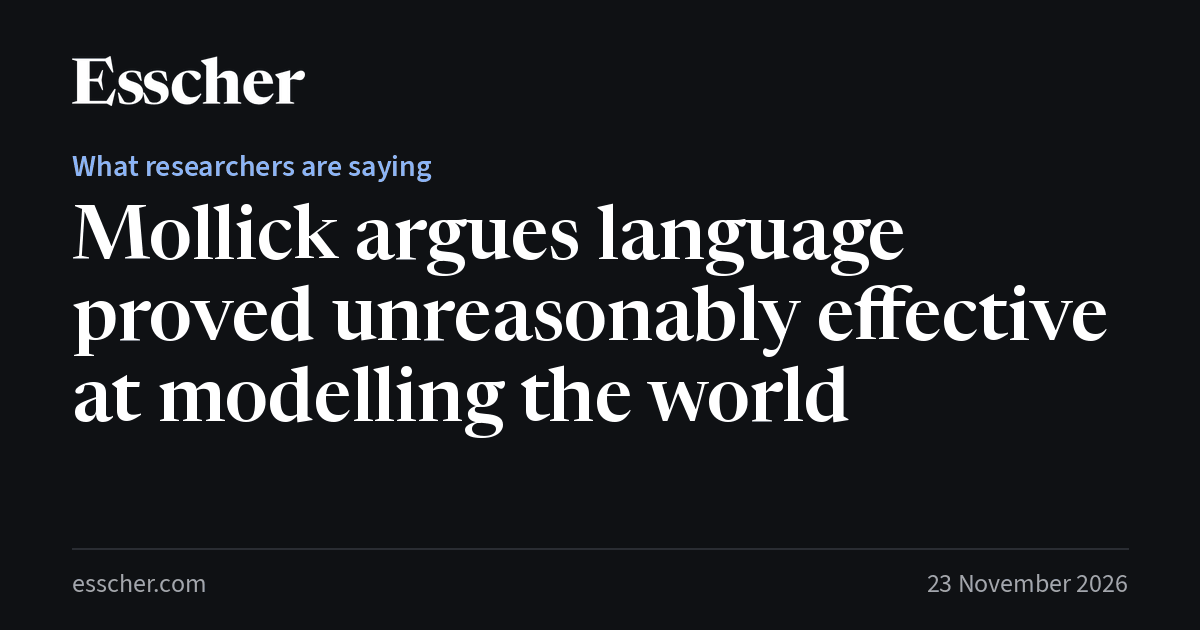 Esscher
What researchers are saying
Mollick argues language
proved unreasonably effective
at modelling the world
esscher.com
23 November 2026